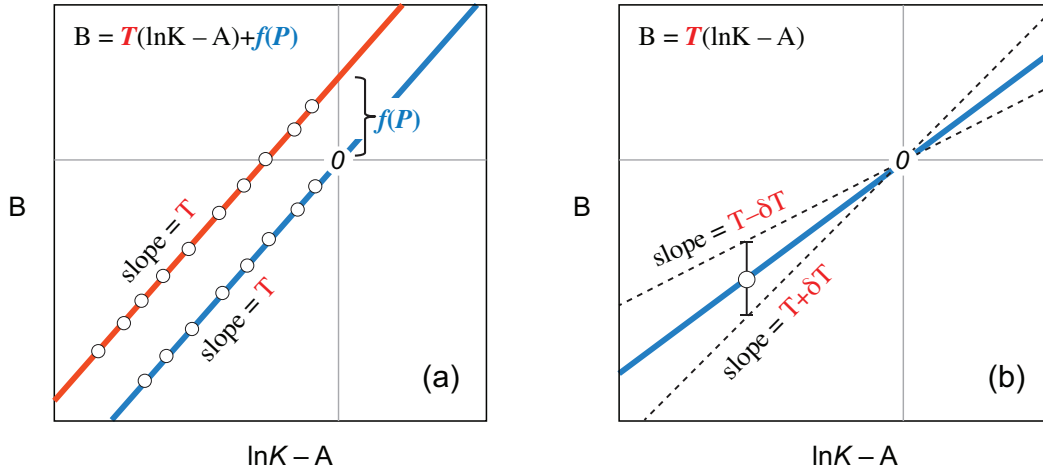 B = T(lnK – A)+f(P)
f(P)
0
B
slope = T
slope = T
(a)
lnK – A
B = T(lnK – A)
0
B
slope = T–δT
slope = T+δT
(b)
lnK – A